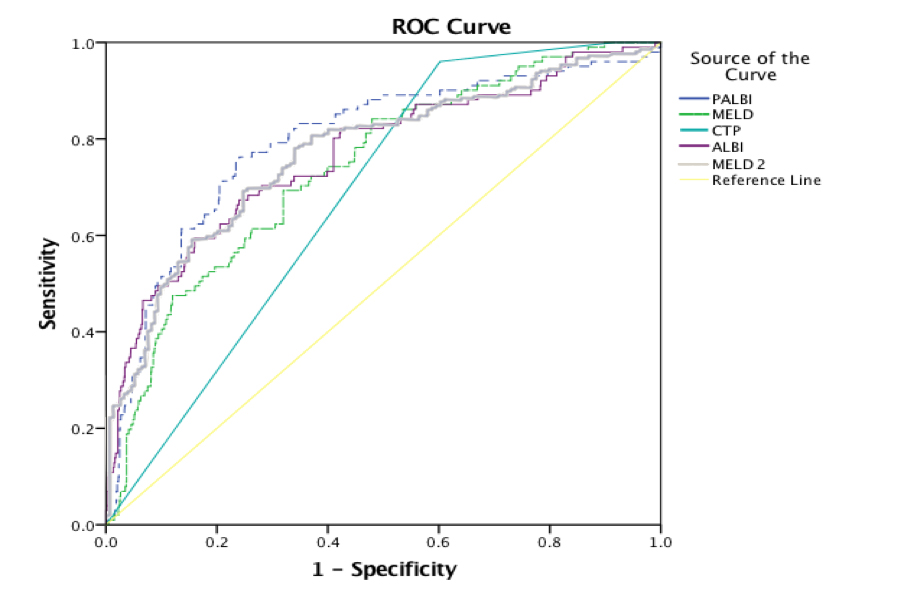 ROC Curve
Source of the
Curve
PALBI
MELD
CTP
ALBI
MELD 2
Reference Line
Sensitivity
1.0
0.8
0.6
0.4
0.2
0.0
0.0 0.2 0.4 0.6 0.8 1.0
1 - Specificity